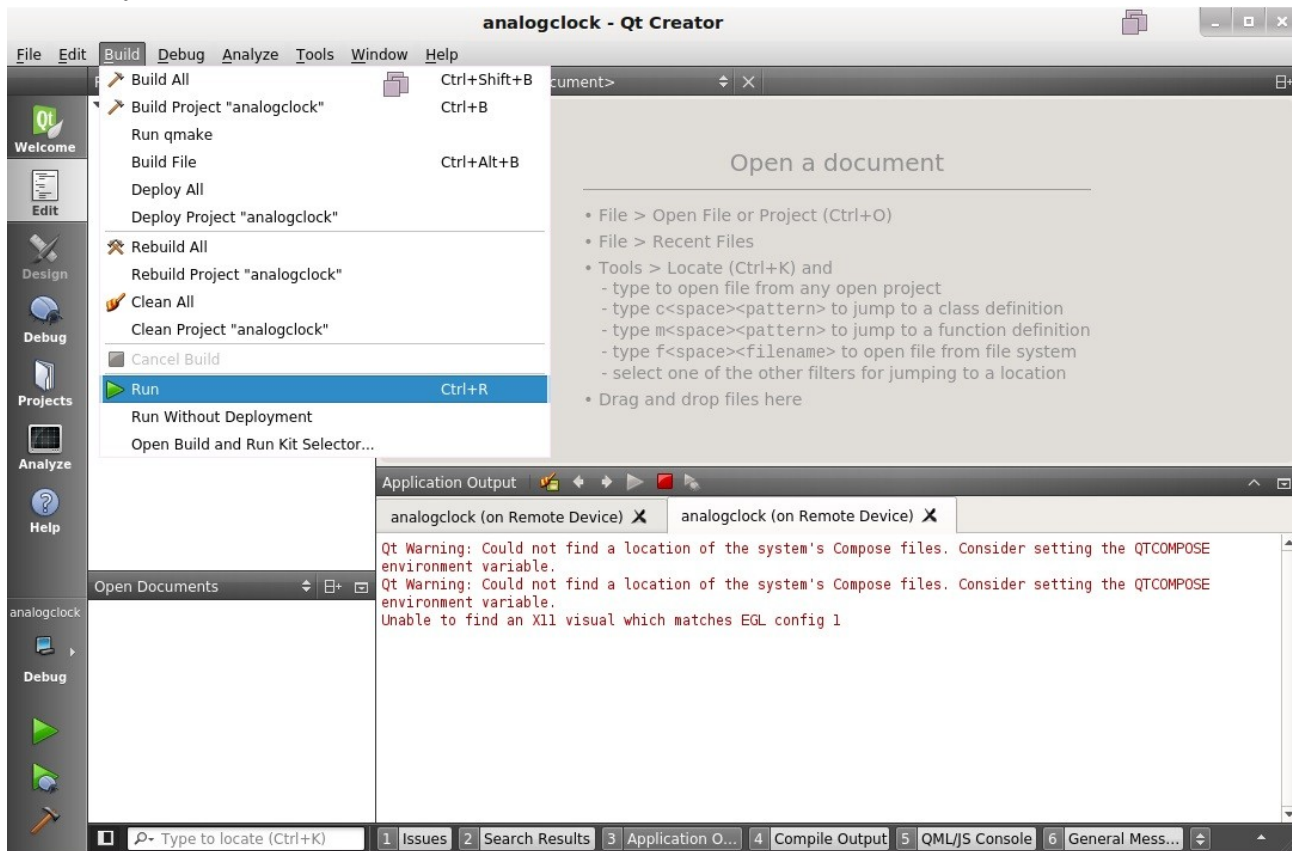 analogclock - Qt Creator
File Edit Build Debug Analyze Tools Window Help
Build All Ctrl+Shift+B
Build Project "analogclock" Ctrl+B
Run qmake
Build File Ctrl+Alt+B
Deploy All
Deploy Project "analogclock"
Rebuild All
Rebuild Project "analogclock"
Clean All
Clean Project "analogclock"
Cancel Build
Run Ctrl+R
Run Without Deployment
Open Build and Run Kit Selector...
Qt
Welcome
Edit
Design
Debug
Projects
Analyze
Help
analogclock
Debug
Open a document
• File > Open File or Project (Ctrl+O)
• File > Recent Files
• Tools > Locate (Ctrl+K) and
- type to open file from any open project
- type c<space><pattern> to jump to a class definition
- type m<space><pattern> to jump to a function definition
- type f<space><filename> to open file from file system
- select one of the other filters for jumping to a location
• Drag and drop files here
Application Output
analogclock (on Remote Device) analogclock (on Remote Device)
Qt Warning: Could not find a location of the system's Compose files. Consider setting the QTCOMPOSE
environment variable.
Qt Warning: Could not find a location of the system's Compose files. Consider setting the QTCOMPOSE
environment variable.
Unable to find an X11 visual which matches EGL config 1
Open Documents
Type to locate (Ctrl+K) 1 Issues 2 Search Results 3 Application O... 4 Compile Output 5 QML/JS Console 6 General Mess...